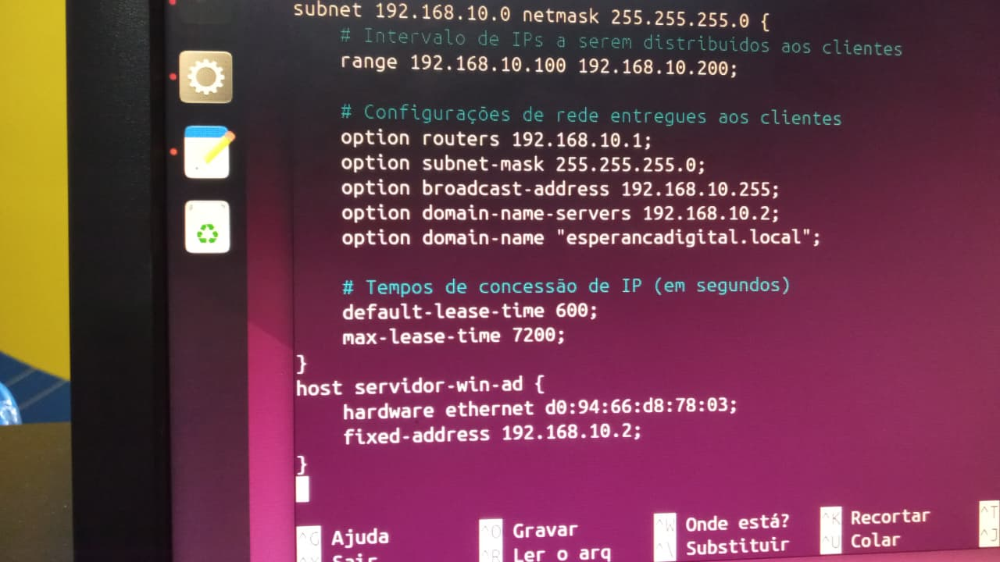 subnet 192.168.10.0 netmask 255.255.255.0 {
# Intervalo de IPs a serem distribuídos aos clientes
range 192.168.10.100 192.168.10.200;
# Configurações de rede entregues aos clientes
option routers 192.168.10.1;
option subnet-mask 255.255.255.0;
option broadcast-address 192.168.10.255;
option domain-name-servers 192.168.10.2;
option domain-name "esperancadigital.local";
# Tempos de concessão de IP (em segundos)
default-lease-time 600;
max-lease-time 7200;
}
host servidor-win-ad {
hardware ethernet d0:94:66:d8:78:03;
fixed-address 192.168.10.2;
}
^G Ajuda ^O Gravar ^W Onde está? ^K Recortar ^T
^X Sair ^R Ler o arq ^\ Substituir ^U Colar ^J